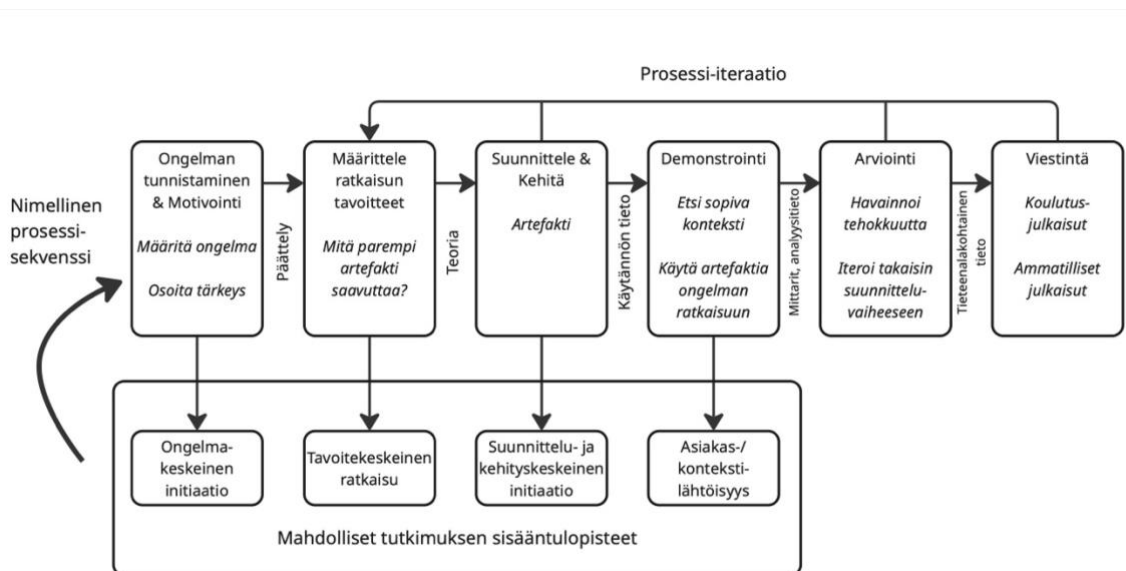 Prosessi-iteraatio
Nimellinen
prosessi-
sekvenssi
Ongelman
tunnistaminen
& Motivointi
Määritä ongelma
Osoita tärkeys
Päättely
Määrittele
ratkaisun
tavoitteet
Mitä parempi
artefakti
saavuttaa?
Teoria
Suunnittele &
Kehitä
Artefakti
Käytännön tieto
Demonstrointi
Etsi sopiva
konteksti
Käytä artefaktia
ongelman
ratkaisuun
Mittarit, analyysitieto
Arviointi
Havainnoi
tehokkuutta
Iteroi takaisin
suunnittelu-
vaiheeseen
Tieteenalakohtainen
tieto
Viestintä
Koulutus-
julkaisut
Ammatilliset
julkaisut
Ongelma-
keskeinen
initiaatio
Tavoitekeskeinen
ratkaisu
Suunnittelu- ja
kehityskeskeinen
initiaatio
Asiakas-/
konteksti-
lähtöisyys
Mahdolliset tutkimuksen sisääntulopisteet